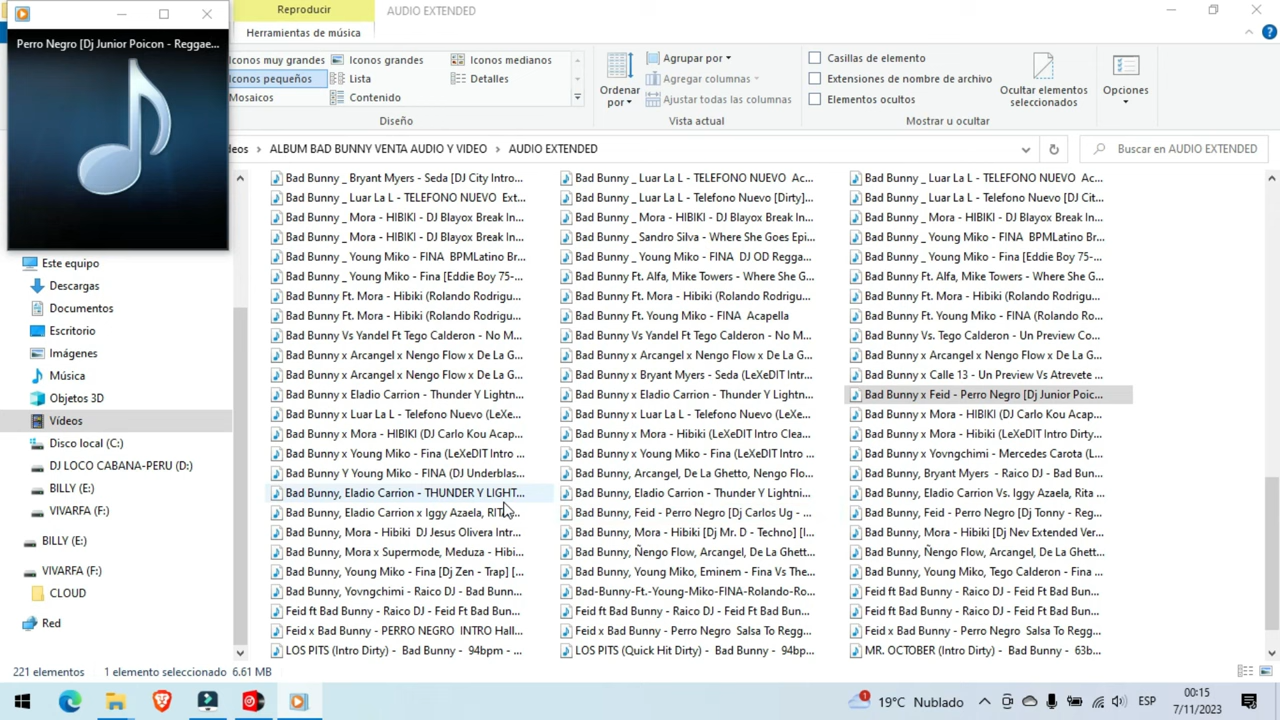 Reproducir
AUDIO EXTENDED
Perro Negro [Dj Junior Poicon - Reggae...
Herramientas de música
Iconos muy grandes
Iconos grandes
Iconos medianos
Iconos pequeños
Lista
Detalles
Mosaicos
Contenido
Diseño
Ordenar
por
Agrupar por
Agregar columnas
Ajustar todas las columnas
Vista actual
Casillas de elemento
Extensiones de nombre de archivo
Elementos ocultos
Ocultar elementos
seleccionados
Mostrar u ocultar
Opciones
deos > ALBUM BAD BUNNY VENTA AUDIO Y VIDEO > AUDIO EXTENDED
Buscar en AUDIO EXTENDED
Este equipo
Descargas
Documentos
Escritorio
Imágenes
Música
Objetos 3D
Vídeos
Disco local (C:)
DJ LOCO CABANA-PERU (D:)
BILLY (E:)
VIVARFA (F:)
BILLY (E:)
VIVARFA (F:)
CLOUD
Red
Bad Bunny _ Bryant Myers - Seda [DJ City Intro...
Bad Bunny _ Luar La L - TELEFONO NUEVO Ac...
Bad Bunny _ Luar La L - TELEFONO NUEVO Ac...
Bad Bunny _ Luar La L - TELEFONO NUEVO Ext...
Bad Bunny _ Luar La L - Telefono Nuevo [Dirty]...
Bad Bunny _ Luar La L - Telefono Nuevo [DJ Cit...
Bad Bunny _ Mora - HIBIKI - DJ Blayox Break In...
Bad Bunny _ Mora - HIBIKI - DJ Blayox Break In...
Bad Bunny _ Mora - HIBIKI - DJ Blayox Break In...
Bad Bunny _ Mora - HIBIKI - DJ Blayox Break In...
Bad Bunny _ Sandro Silva - Where She Goes Epi...
Bad Bunny _ Young Miko - FINA BPMLatino Br...
Bad Bunny _ Young Miko - FINA BPMLatino Br...
Bad Bunny _ Young Miko - FINA DJ OD Regga...
Bad Bunny _ Young Miko - Fina [Eddie Boy 75-...
Bad Bunny _ Young Miko - Fina [Eddie Boy 75-...
Bad Bunny Ft. Alfa, Mike Towers - Where She G...
Bad Bunny Ft. Alfa, Mike Towers - Where She G...
Bad Bunny Ft. Mora - Hibiki (Rolando Rodrigu...
Bad Bunny Ft. Mora - Hibiki (Rolando Rodrigu...
Bad Bunny Ft. Mora - Hibiki (Rolando Rodrigu...
Bad Bunny Ft. Mora - Hibiki (Rolando Rodrigu...
Bad Bunny Ft. Young Miko - FINA Acapella
Bad Bunny Ft. Young Miko - FINA (Rolando Ro...
Bad Bunny Vs Yandel Ft Tego Calderon - No M...
Bad Bunny Vs Yandel Ft Tego Calderon - No M...
Bad Bunny Vs. Tego Calderon - Un Preview Co...
Bad Bunny x Arcangel x Nengo Flow x De La G...
Bad Bunny x Arcangel x Nengo Flow x De La G...
Bad Bunny x Arcangel x Nengo Flow x De La G...
Bad Bunny x Arcangel x Nengo Flow x De La G...
Bad Bunny x Bryant Myers - Seda (LeXeDIT Intro...
Bad Bunny x Calle 13 - Un Preview Vs Atrevete ...
Bad Bunny x Eladio Carrion - Thunder Y Lightn...
Bad Bunny x Eladio Carrion - Thunder Y Lightn...
Bad Bunny x Feid - Perro Negro [Dj Junior Poic...
Bad Bunny x Luar La L - Telefono Nuevo (LeXe...
Bad Bunny x Luar La L - Telefono Nuevo (LeXe...
Bad Bunny x Mora - HIBIKI (DJ Carlo Kou Acap...
Bad Bunny x Mora - HIBIKI (DJ Carlo Kou Acap...
Bad Bunny x Mora - Hibiki (LeXeDIT Intro Clea...
Bad Bunny x Mora - Hibiki (LeXeDIT Intro Dirty...
Bad Bunny x Young Miko - Fina (LeXeDIT Intro ...
Bad Bunny x Young Miko - Fina (LeXeDIT Intro ...
Bad Bunny x Yovngchimi - Mercedes Carota (L...
Bad Bunny Y Young Miko - FINA (DJ Underblas...
Bad Bunny, Arcangel, De La Ghetto, Nengo Flo...
Bad Bunny, Bryant Myers - Raico DJ - Bad Bun...
Bad Bunny, Eladio Carrion - THUNDER Y LIGHT...
Bad Bunny, Eladio Carrion - Thunder Y Lightni...
Bad Bunny, Eladio Carrion Vs. Iggy Azaela, Rita ...
Bad Bunny, Eladio Carrion x Iggy Azaela, RIT...
Bad Bunny, Feid - Perro Negro [Dj Carlos Ug - ...
Bad Bunny, Feid - Perro Negro [Dj Tonny - Reg...
Bad Bunny, Mora - Hibiki DJ Jesus Olivera Intr...
Bad Bunny, Mora - Hibiki [Dj Mr. D - Techno] [I...
Bad Bunny, Mora - Hibiki [Dj Nev Extended Ver...
Bad Bunny, Mora x Supermode, Meduza - Hibi...
Bad Bunny, Ñengo Flow, Arcangel, De La Ghett...
Bad Bunny, Ñengo Flow, Arcangel, De La Ghet...
Bad Bunny, Young Miko - Fina [Dj Zen - Trap] [...
Bad Bunny, Young Miko, Eminem - Fina Vs The...
Bad Bunny, Young Miko, Tego Calderon - Fina ...
Bad Bunny, Yovngchimi - Raico DJ - Bad Bunn...
Bad-Bunny-Ft.-Young-Miko-FINA-Rolando-Ro...
Feid ft Bad Bunny - Raico DJ - Feid Ft Bad Bun...
Feid ft Bad Bunny - Raico DJ - Feid Ft Bad Bun...
Feid ft Bad Bunny - Raico DJ - Feid Ft Bad Bun...
Feid ft Bad Bunny - Raico DJ - Feid Ft Bad Bun...
Feid x Bad Bunny - PERRO NEGRO INTRO Hall...
Feid x Bad Bunny - Perro Negro Salsa To Regg...
Feid x Bad Bunny - Perro Negro Salsa To Regg...
LOS PITS (Intro Dirty) - Bad Bunny - 94bpm - ...
LOS PITS (Quick Hit Dirty) - Bad Bunny - 94bp...
MR. OCTOBER (Intro Dirty) - Bad Bunny - 63b...
221 elementos
1 elemento seleccionado 6.61 MB
19°C Nublado
ESP
00:15
7/11/2023